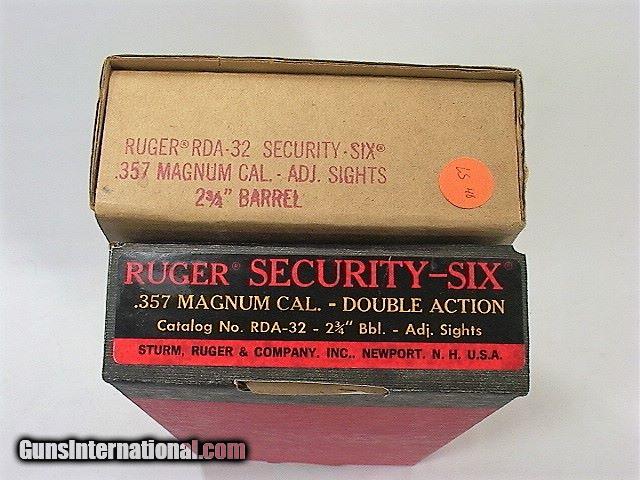 RUGER® RDA-32 SECURITY-SIX®
.357 MAGNUM CAL. - ADJ. SIGHTS
2¾" BARREL
RUGER® SECURITY-SIX®
.357 MAGNUM CAL. - DOUBLE ACTION
Catalog No. RDA-32 - 2¾" Bbl. - Adj. Sights
STURM, RUGER & COMPANY. INC., NEWPORT. N. H. U.S.A.
GunsInternational.com